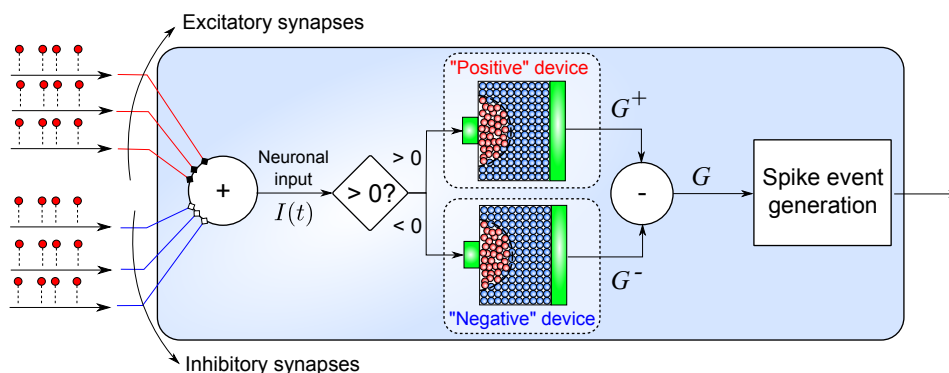 Excitatory synapses
"Positive" device
G⁺
Neuronal
input
I(t)
+
> 0?
> 0
< 0
-
G
Spike event
generation
G⁻
"Negative" device
Inhibitory synapses